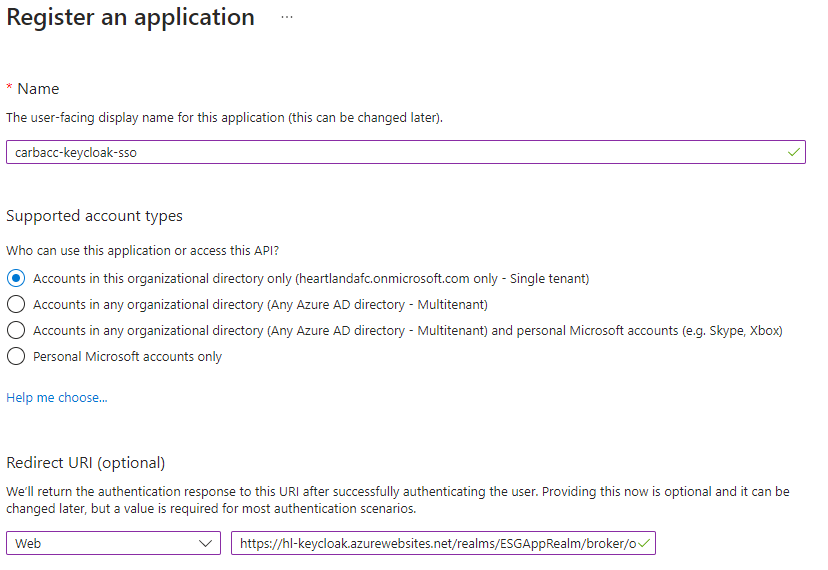 Register an application ...
* Name
The user-facing display name for this application (this can be changed later).
carbacc-keycloak-sso
Supported account types
Who can use this application or access this API?
Accounts in this organizational directory only (heartlandafc.onmicrosoft.com only - Single tenant)
Accounts in any organizational directory (Any Azure AD directory - Multitenant)
Accounts in any organizational directory (Any Azure AD directory - Multitenant) and personal Microsoft accounts (e.g. Skype, Xbox)
Personal Microsoft accounts only
Help me choose...
Redirect URI (optional)
We'll return the authentication response to this URI after successfully authenticating the user. Providing this now is optional and it can be
changed later, but a value is required for most authentication scenarios.
Web
https://hl-keycloak.azurewebsites.net/realms/ESGAppRealm/broker/o